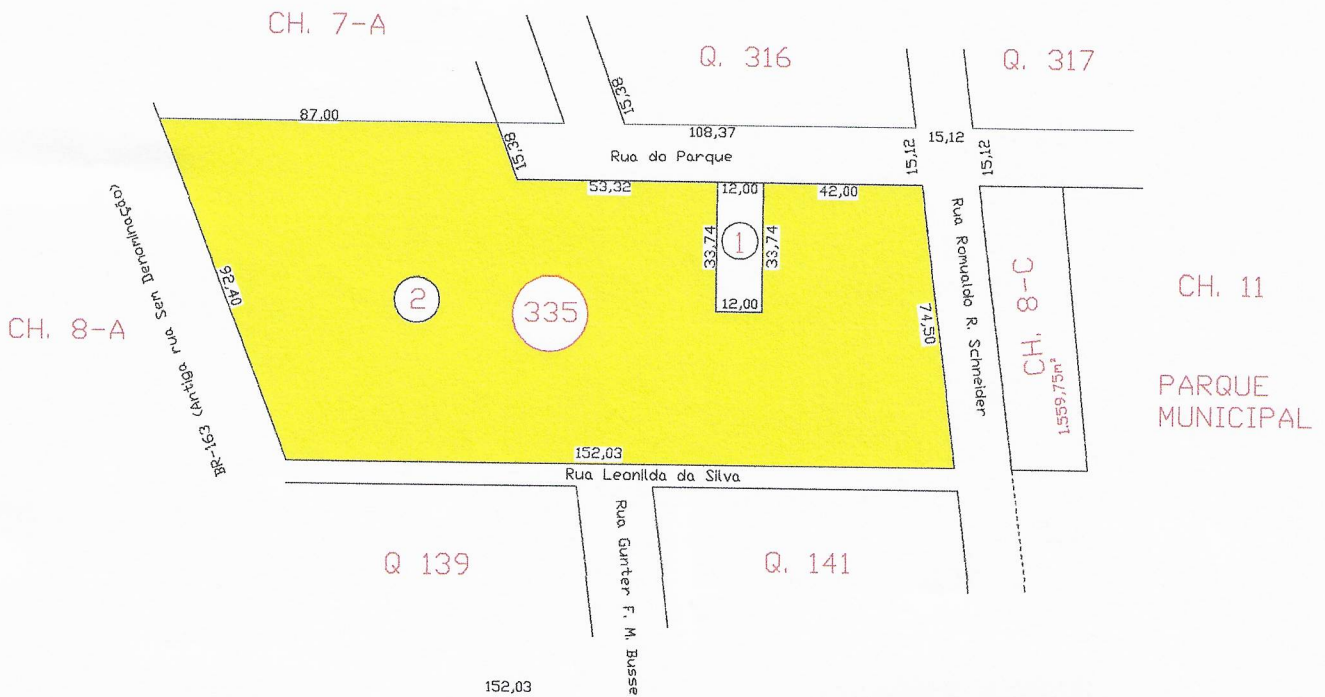 CH. 7-A
Q. 316
Q. 317
87,00
15,38
15,38
108,37
15,12
Rua do Parque
15,12
15,12
53,32
12,00
42,00
33,74
1
33,74
12,00
BR-163 (Antiga rua Sem Denominação)
92,40
2
335
74,50
Rua Romualdo R. Schneider
CH. 8-C
1.559,75m²
CH. 8-A
CH. 11
PARQUE
MUNICIPAL
152,03
Rua Leonilda da Silva
Q 139
Rua Gunter F. M. Busse
Q. 141
152,03